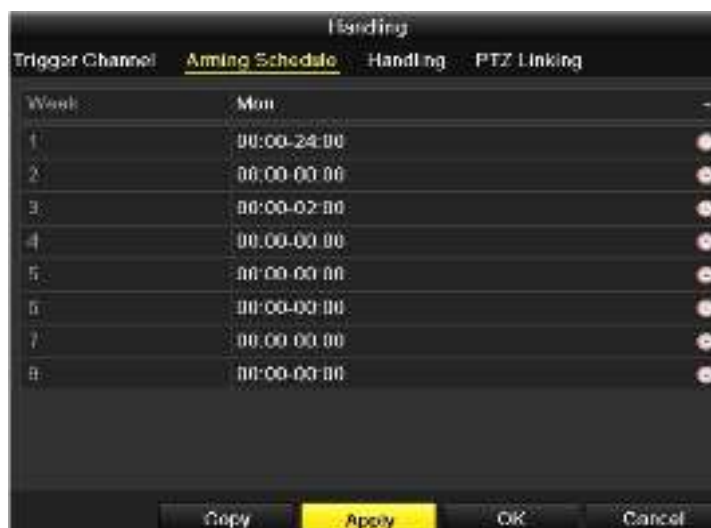 Handling
Trigger Channel Arming Schedule Handling PTZ Linking
Week Mon
1 00:00-24:00
2 00:00-00:00
3 00:00-02:00
4 00:00-00:00
5 00:00-00:00
6 00:00-00:00
7 00:00-00:00
8 00:00-00:00
Copy Apply OK Cancel